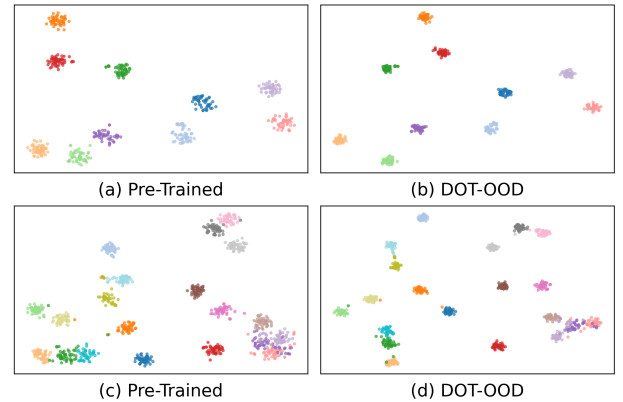 (a) Pre-Trained
(b) DOT-OOD
(c) Pre-Trained
(d) DOT-OOD